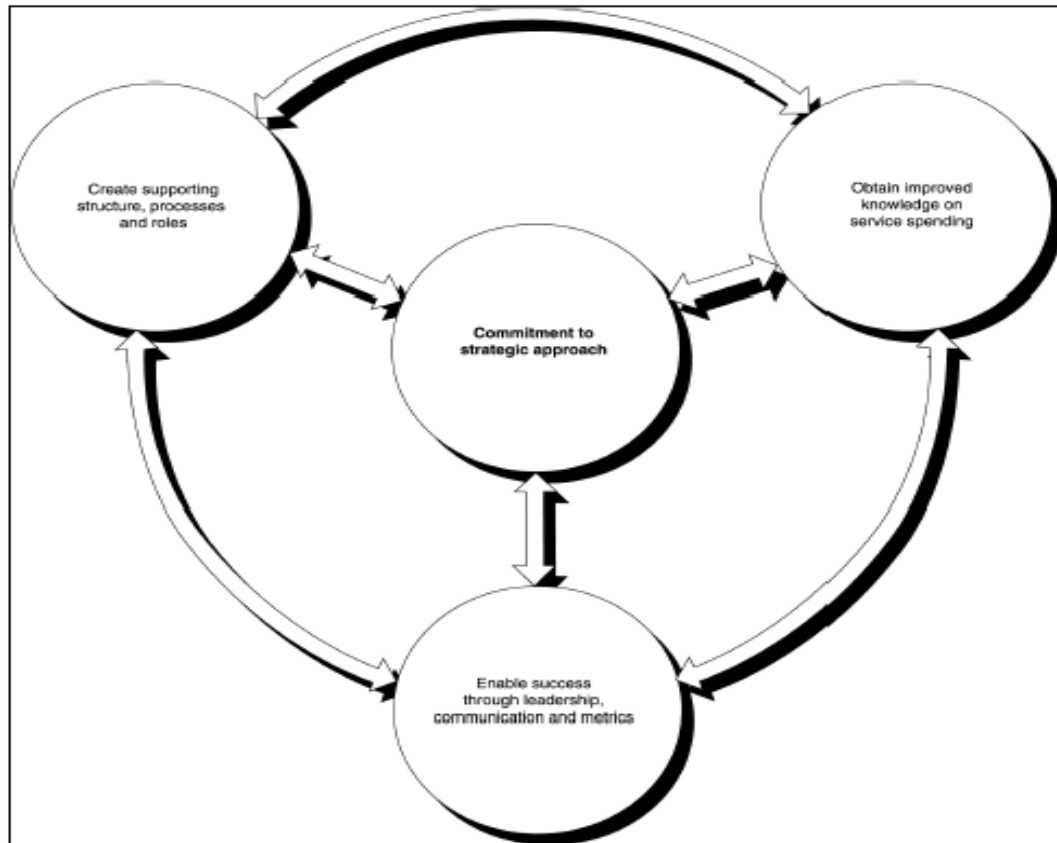 Create supporting
structure, processes
and roles
Obtain improved
knowledge on
service spending
Commitment to
strategic approach
Enable success
through leadership,
communication and metrics